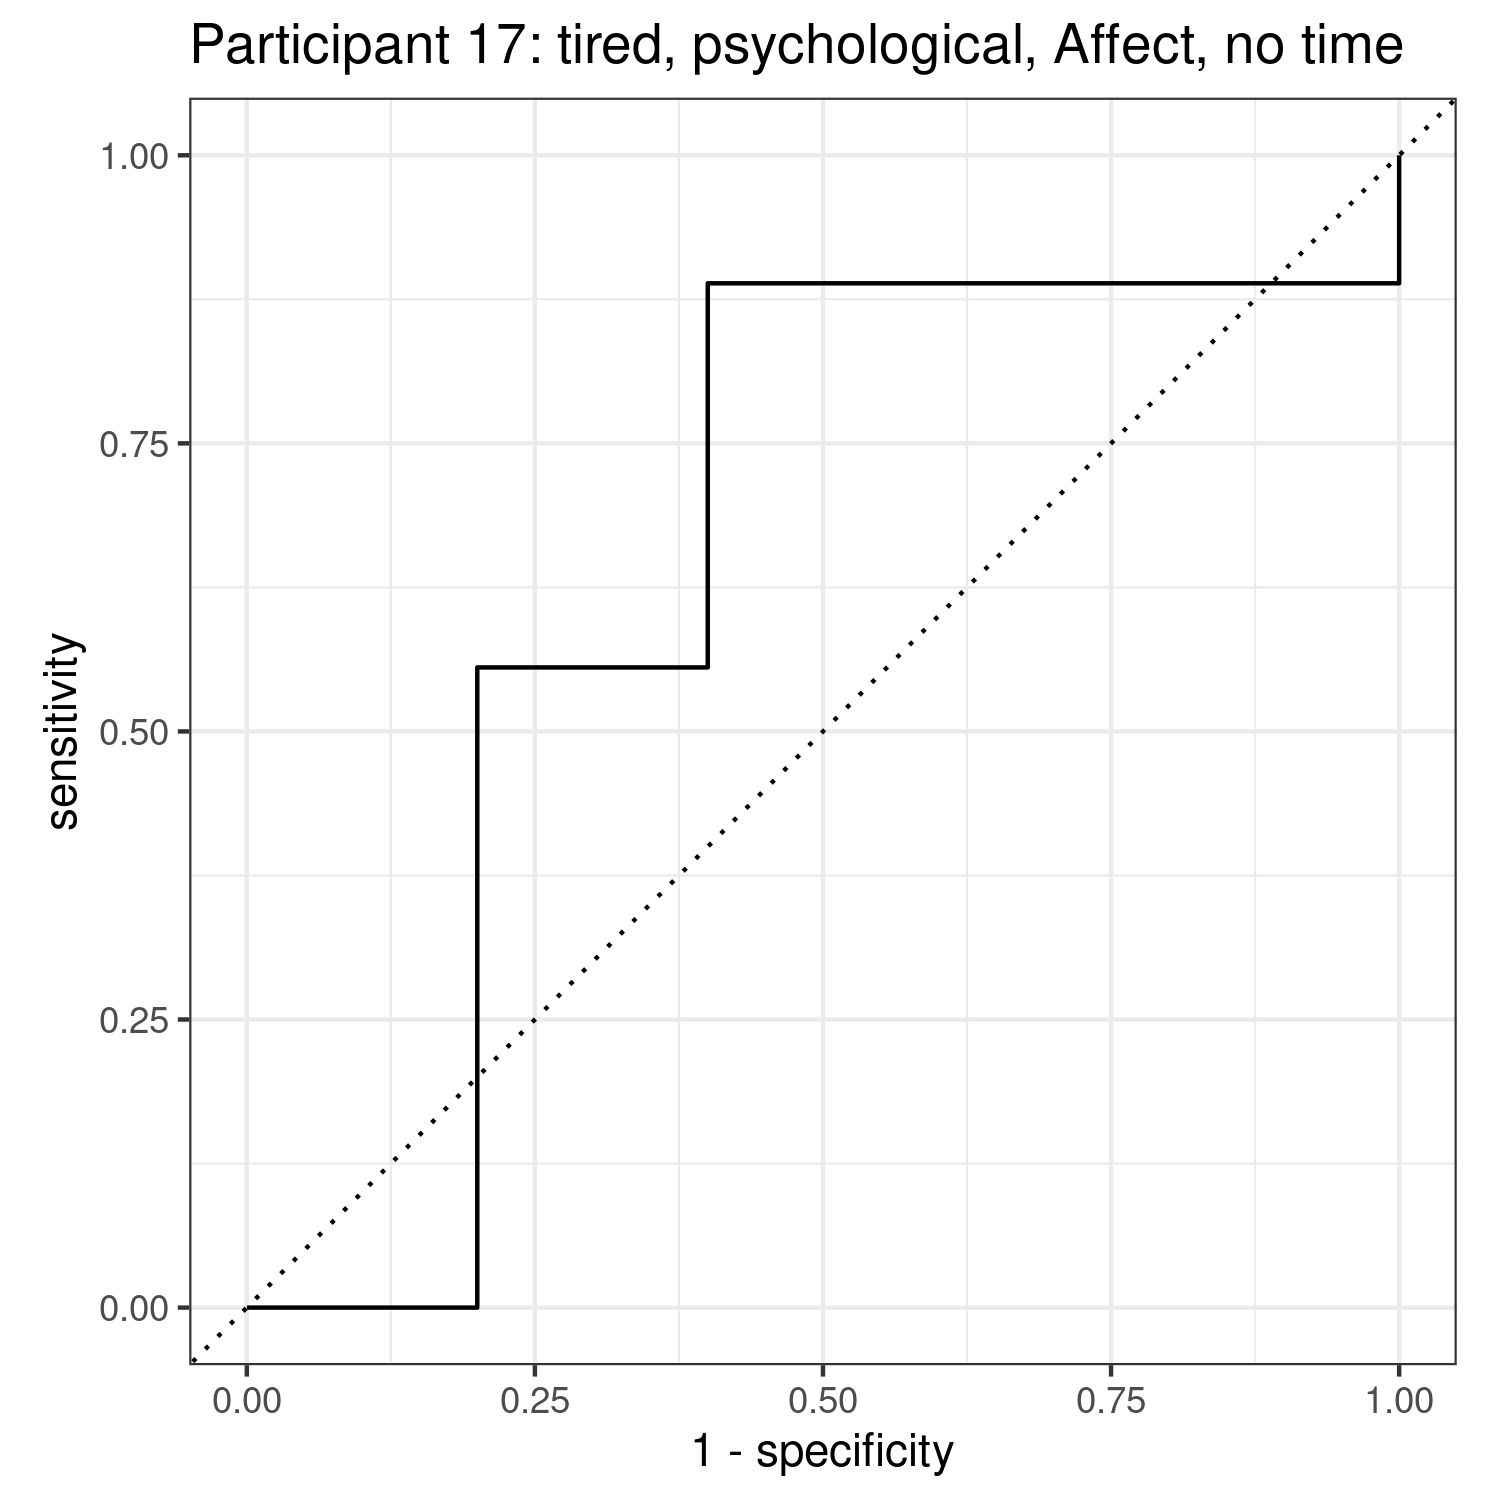 Participant 17: tired, psychological, Affect, no time
1.00
0.75
0.50
0.25
0.00
sensitivity
0.00 0.25 0.50 0.75 1.00
1 - specificity